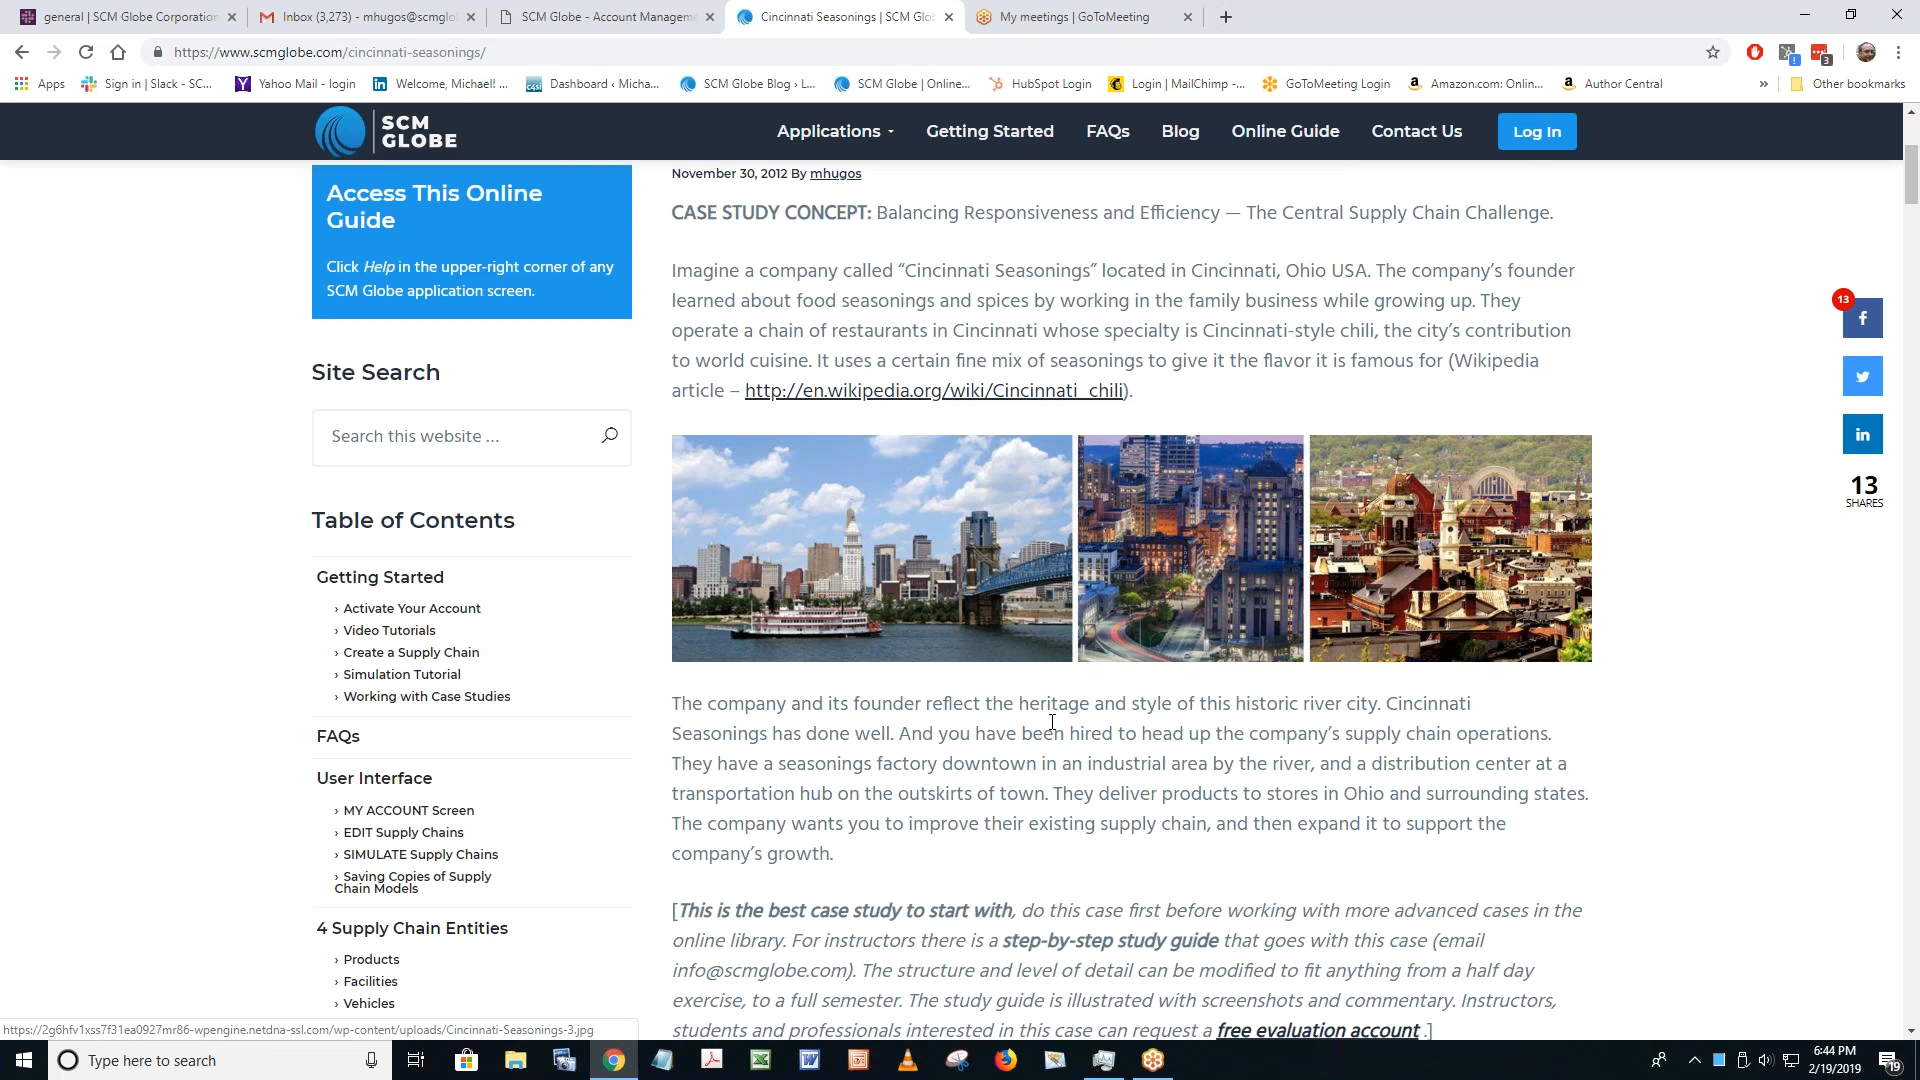 general | SCM Globe Corporation
Inbox (3,273) - mhugos@scmglo
SCM Globe - Account Manageme
Cincinnati Seasonings | SCM Glo
My meetings | GoToMeeting
https://www.scmglobe.com/cincinnati-seasonings/
Apps
Sign in | Slack - SC...
Yahoo Mail - login
Welcome, Michael! ...
Dashboard ‹ Micha...
SCM Globe Blog › L...
SCM Globe | Online...
HubSpot Login
Login | MailChimp -...
GoToMeeting Login
Amazon.com: Onlin...
Author Central
»
Other bookmarks
SCM
GLOBE
Applications
Getting Started
FAQs
Blog
Online Guide
Contact Us
Log In
Access This Online
Guide
Click Help in the upper-right corner of any
SCM Globe application screen.
Site Search
Search this website ...
Table of Contents
Getting Started
› Activate Your Account
› Video Tutorials
› Create a Supply Chain
› Simulation Tutorial
› Working with Case Studies
FAQs
User Interface
› MY ACCOUNT Screen
› EDIT Supply Chains
› SIMULATE Supply Chains
› Saving Copies of Supply
Chain Models
4 Supply Chain Entities
› Products
› Facilities
› Vehicles
November 30, 2012 By mhugos
CASE STUDY CONCEPT: Balancing Responsiveness and Efficiency — The Central Supply Chain Challenge.
Imagine a company called “Cincinnati Seasonings” located in Cincinnati, Ohio USA. The company’s founder
learned about food seasonings and spices by working in the family business while growing up. They
operate a chain of restaurants in Cincinnati whose specialty is Cincinnati-style chili, the city’s contribution
to world cuisine. It uses a certain fine mix of seasonings to give it the flavor it is famous for (Wikipedia
article – http://en.wikipedia.org/wiki/Cincinnati_chili).
The company and its founder reflect the heritage and style of this historic river city. Cincinnati
Seasonings has done well. And you have been hired to head up the company’s supply chain operations.
They have a seasonings factory downtown in an industrial area by the river, and a distribution center at a
transportation hub on the outskirts of town. They deliver products to stores in Ohio and surrounding states.
The company wants you to improve their existing supply chain, and then expand it to support the
company’s growth.
[This is the best case study to start with, do this case first before working with more advanced cases in the
online library. For instructors there is a step-by-step study guide that goes with this case (email
info@scmglobe.com). The structure and level of detail can be modified to fit anything from a half day
exercise, to a full semester. The study guide is illustrated with screenshots and commentary. Instructors,
students and professionals interested in this case can request a free evaluation account .]
13
13
SHARES
https://2g6hfv1xss7f31ea0927mr86-wpengine.netdna-ssl.com/wp-content/uploads/Cincinnati-Seasonings-3.jpg
Type here to search
6:44 PM
2/19/2019
19